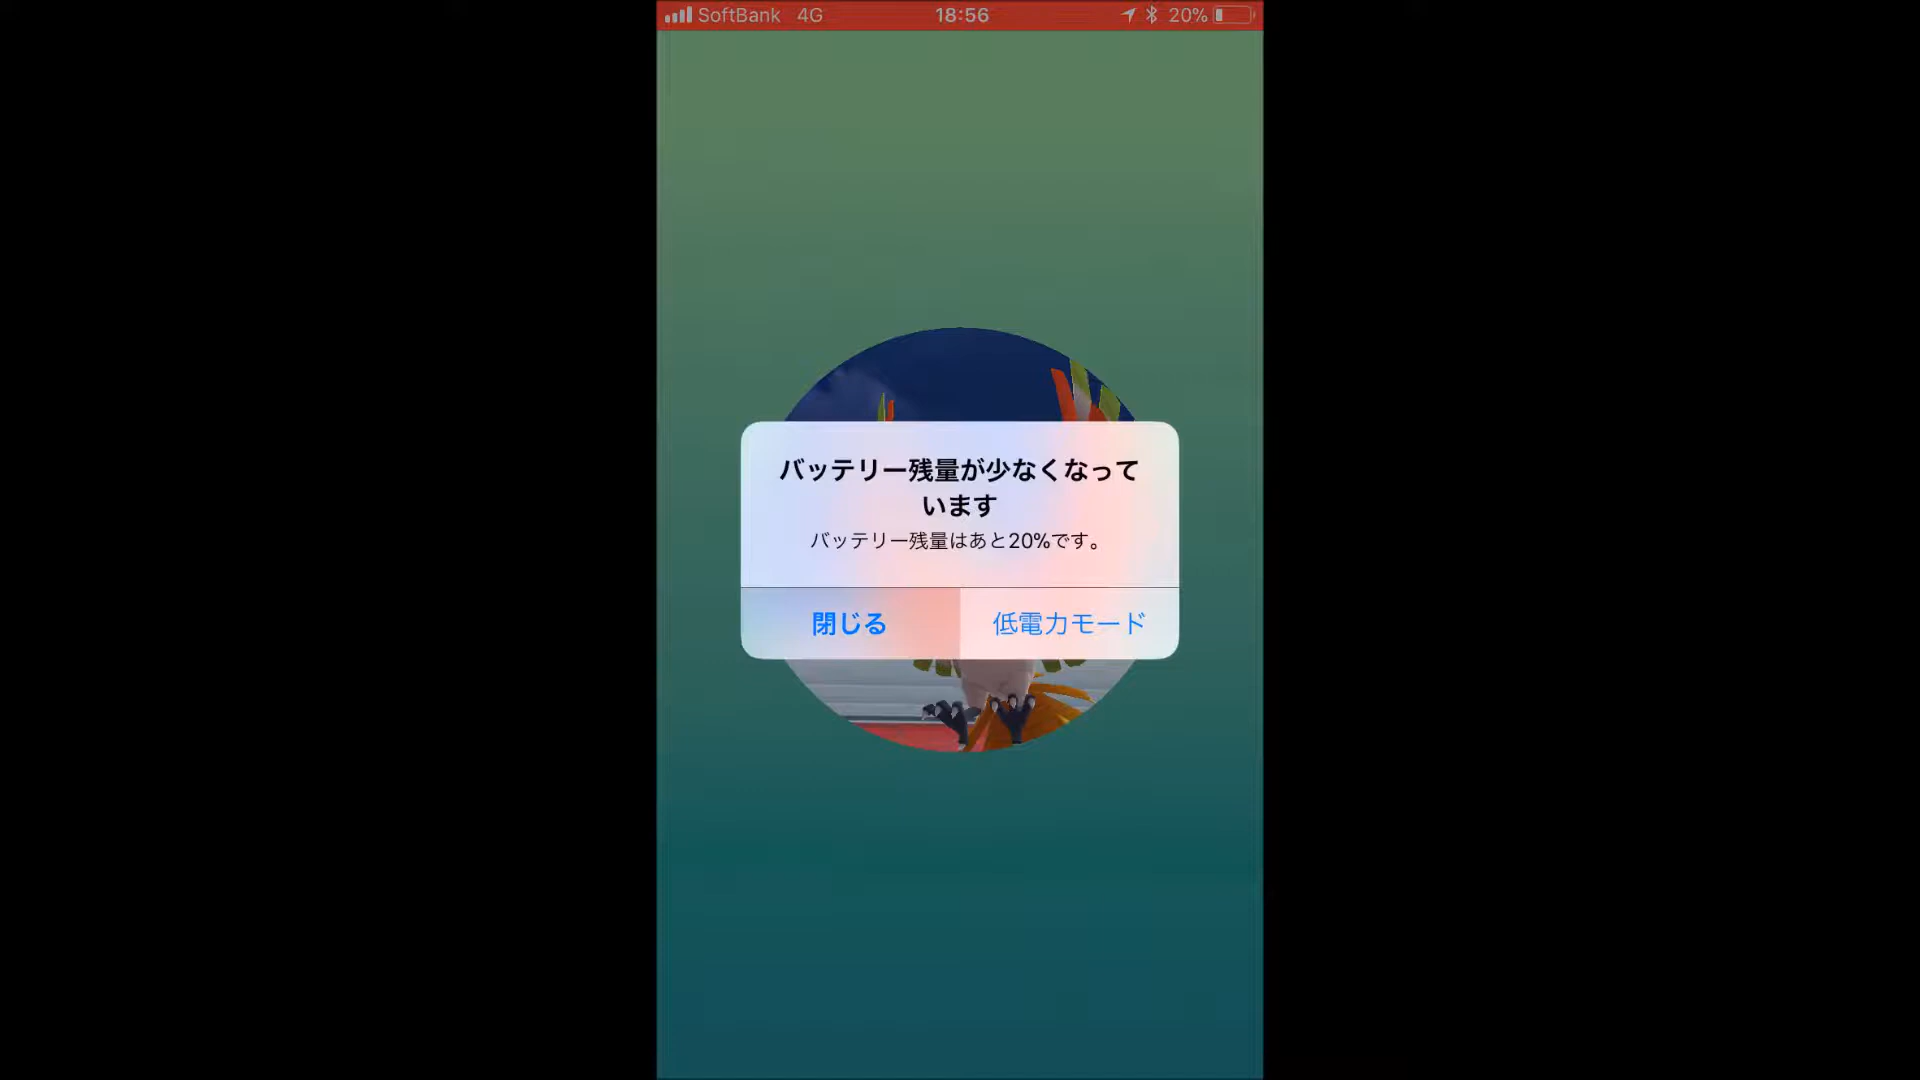 SoftBank 4G 18:56 20%
バッテリー残量が少なくなって
います
バッテリー残量はあと20%です。
閉じる 低電力モード